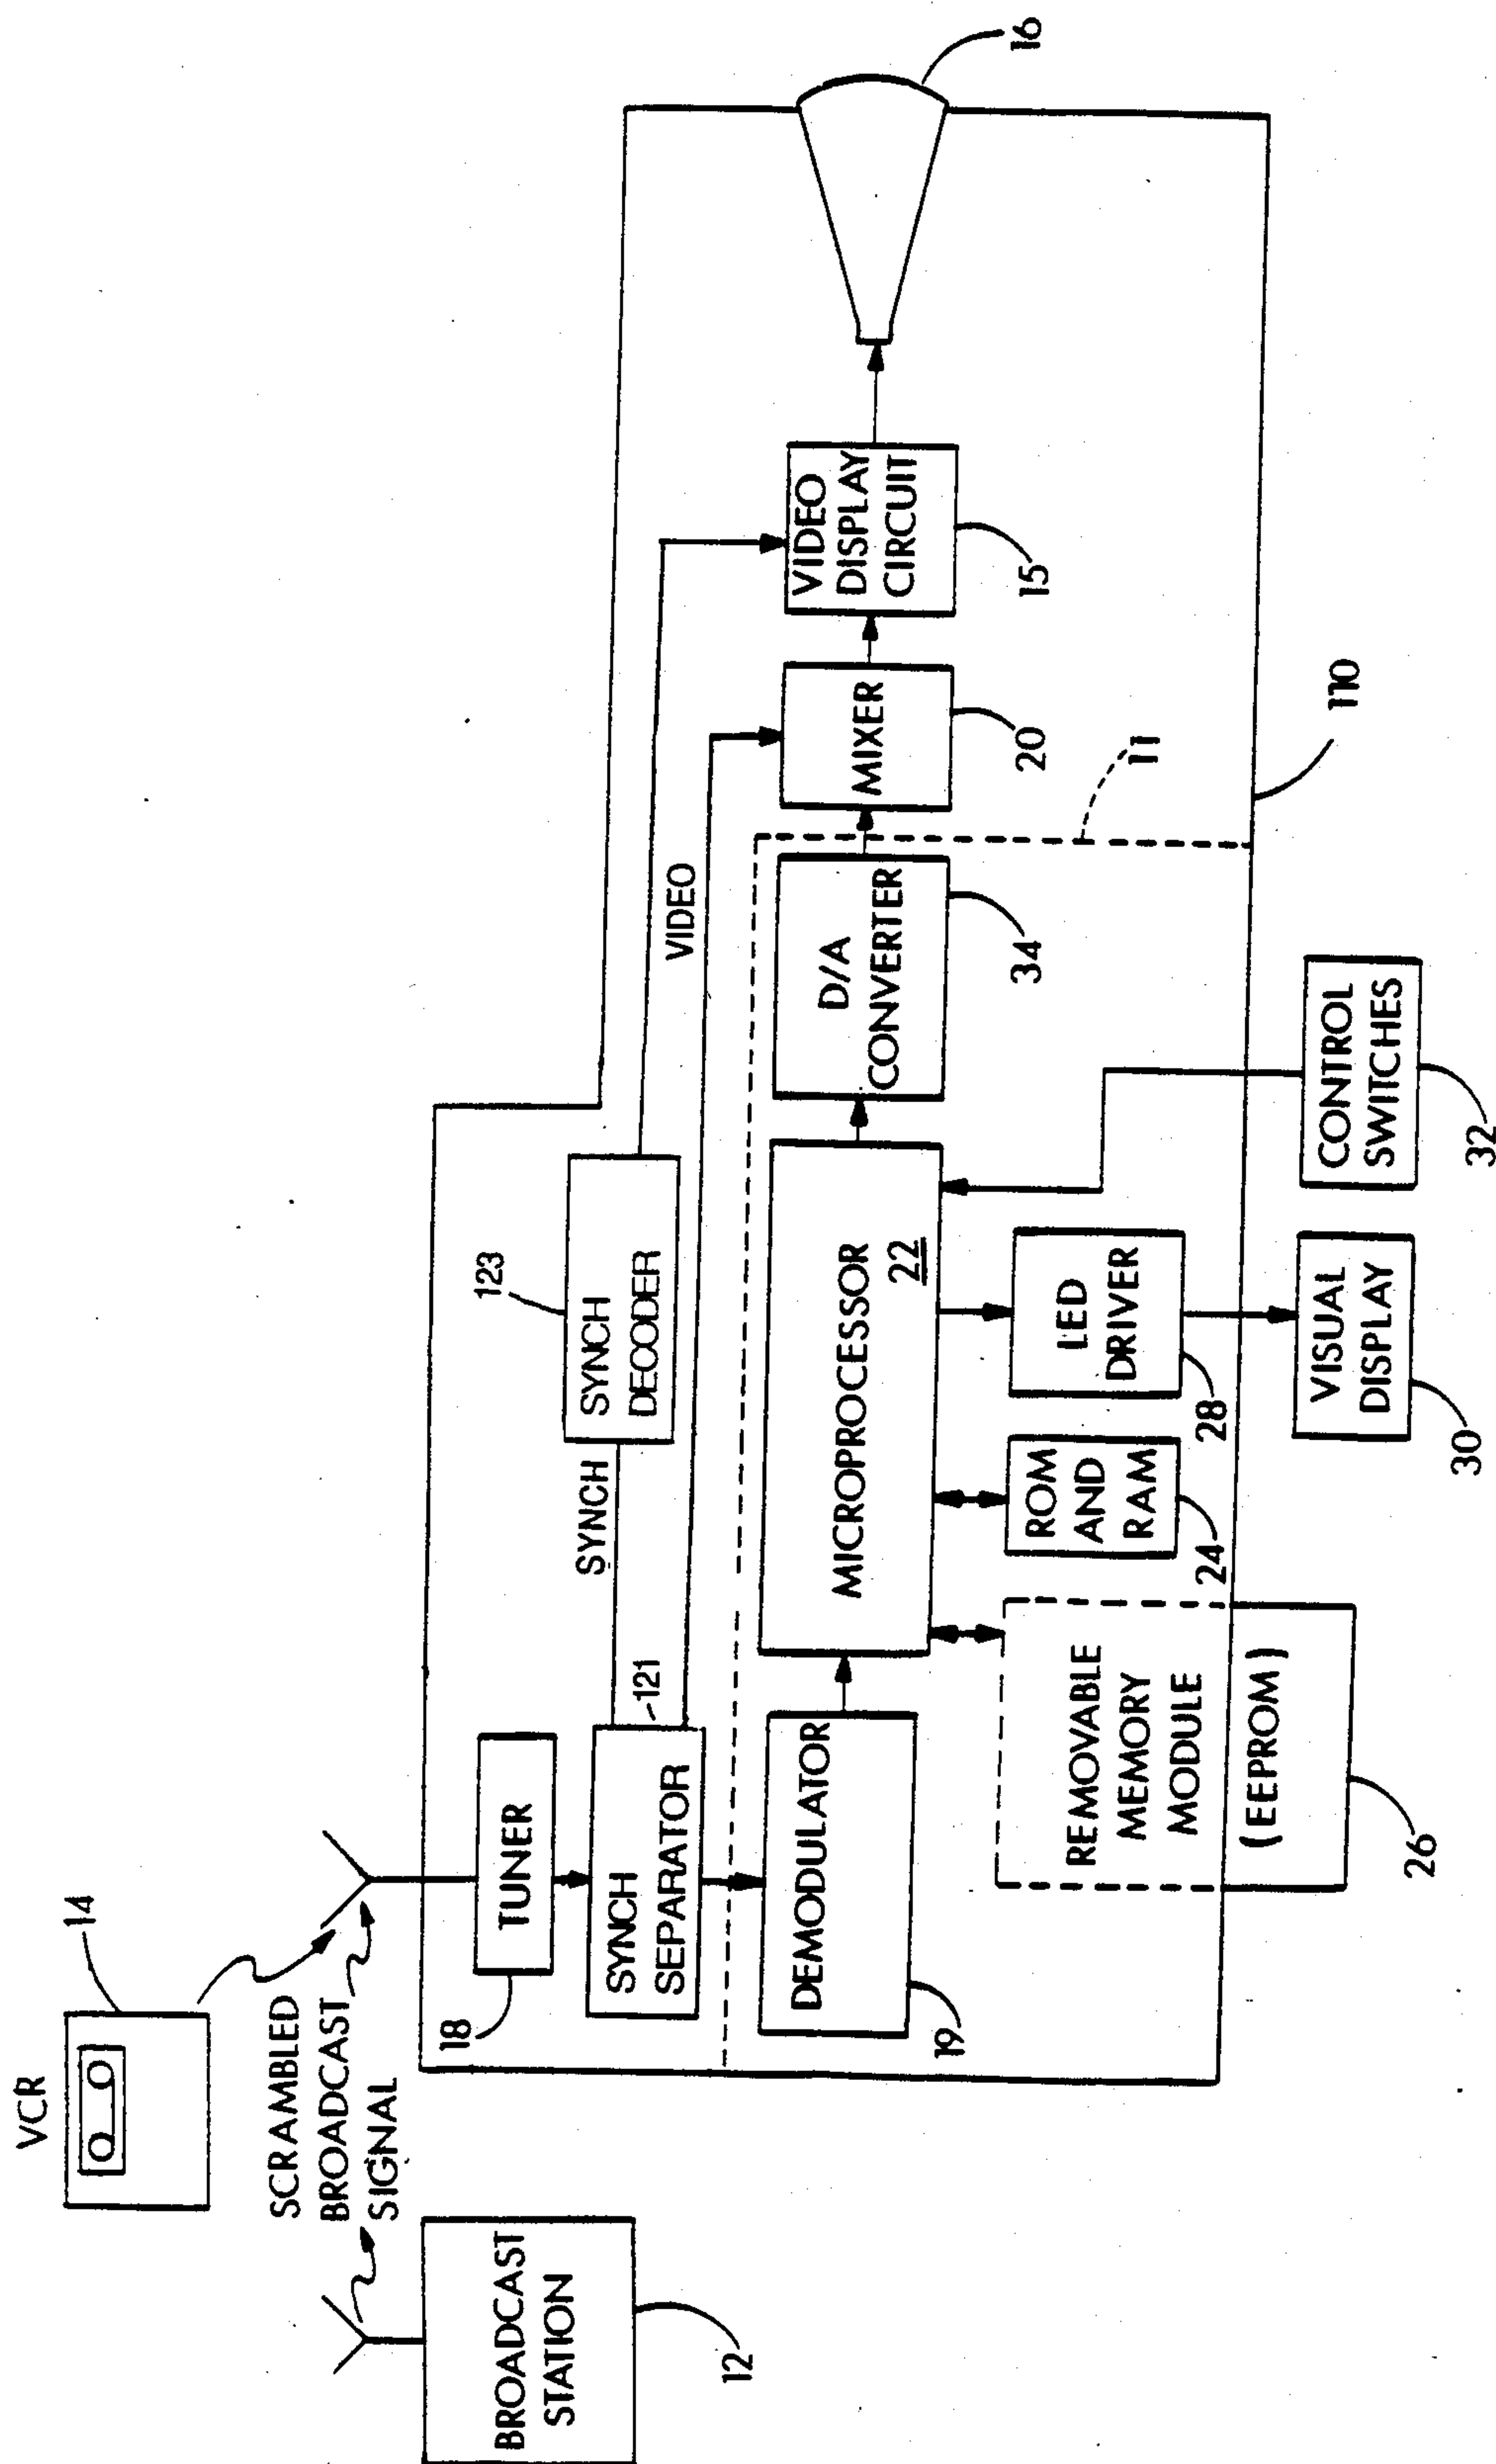 VCR
14
SCRAMBLED
BROADCAST
SIGNAL
BROADCAST
STATION
12
TUNER
18
SYNCH
SEPARATOR
121
SYNCH
123
SYNCH
DECODER
VIDEO
DEMODULATOR
19
MICROPROCESSOR
22
D/A
CONVERTER
34
MIXER
20
VIDEO
DISPLAY
CIRCUIT
15
16
11
110
REMOVABLE
MEMORY
MODULE
(EEPROM)
26
ROM
AND
RAM
24
LED
DRIVER
28
VISUAL
DISPLAY
30
CONTROL
SWITCHES
32